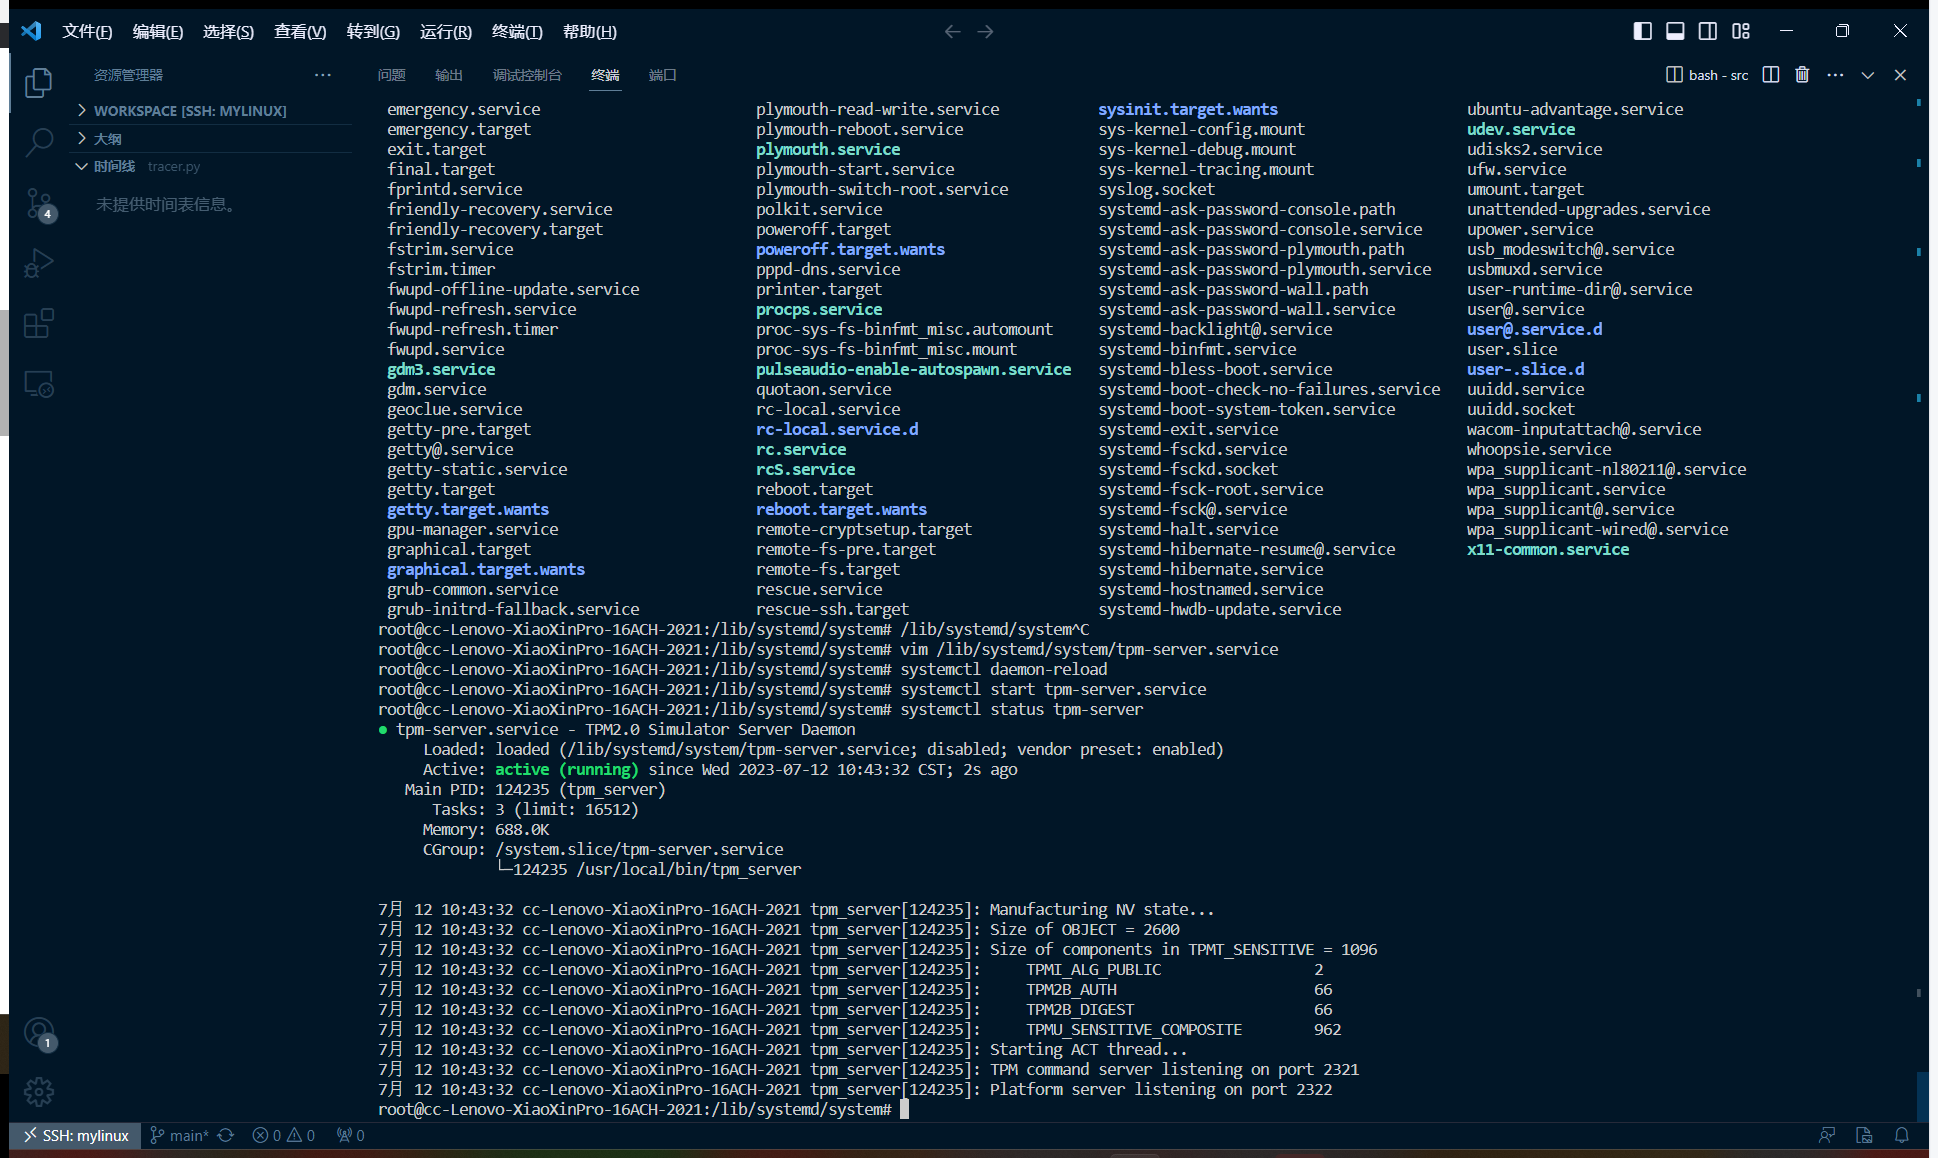 文件(F) 编辑(E) 选择(S) 查看(V) 转到(G) 运行(R) 终端(T) 帮助(H)
资源管理器 ··· 问题 输出 调试控制台 终端 端口 bash - src ···
WORKSPACE [SSH: MYLINUX]
大纲
时间线 tracer.py
未提供时间表信息。
4
1
emergency.service plymouth-read-write.service sysinit.target.wants ubuntu-advantage.service
emergency.target plymouth-reboot.service sys-kernel-config.mount udev.service
exit.target plymouth.service sys-kernel-debug.mount udisks2.service
final.target plymouth-start.service sys-kernel-tracing.mount ufw.service
fprintd.service plymouth-switch-root.service syslog.socket umount.target
friendly-recovery.service polkit.service systemd-ask-password-console.path unattended-upgrades.service
friendly-recovery.target poweroff.target systemd-ask-password-console.service upower.service
fstrim.service poweroff.target.wants systemd-ask-password-plymouth.path usb_modeswitch@.service
fstrim.timer pppd-dns.service systemd-ask-password-plymouth.service usbmuxd.service
fwupd-offline-update.service printer.target systemd-ask-password-wall.path user-runtime-dir@.service
fwupd-refresh.service procps.service systemd-ask-password-wall.service user@.service
fwupd-refresh.timer proc-sys-fs-binfmt_misc.automount systemd-backlight@.service user@.service.d
fwupd.service proc-sys-fs-binfmt_misc.mount systemd-binfmt.service user.slice
gdm3.service pulseaudio-enable-autospawn.service systemd-bless-boot.service user-.slice.d
gdm.service quotaon.service systemd-boot-check-no-failures.service uuidd.service
geoclue.service rc-local.service systemd-boot-system-token.service uuidd.socket
getty-pre.target rc-local.service.d systemd-exit.service wacom-inputattach@.service
getty@.service rc.service systemd-fsckd.service whoopsie.service
getty-static.service rcS.service systemd-fsckd.socket wpa_supplicant-nl80211@.service
getty.target reboot.target systemd-fsck-root.service wpa_supplicant.service
getty.target.wants reboot.target.wants systemd-fsck@.service wpa_supplicant@.service
gpu-manager.service remote-cryptsetup.target systemd-halt.service wpa_supplicant-wired@.service
graphical.target remote-fs-pre.target systemd-hibernate-resume@.service x11-common.service
graphical.target.wants remote-fs.target systemd-hibernate.service
grub-common.service rescue.service systemd-hostnamed.service
grub-initrd-fallback.service rescue-ssh.target systemd-hwdb-update.service
root@cc-Lenovo-XiaoXinPro-16ACH-2021:/lib/systemd/system# /lib/systemd/system^C
root@cc-Lenovo-XiaoXinPro-16ACH-2021:/lib/systemd/system# vim /lib/systemd/system/tpm-server.service
root@cc-Lenovo-XiaoXinPro-16ACH-2021:/lib/systemd/system# systemctl daemon-reload
root@cc-Lenovo-XiaoXinPro-16ACH-2021:/lib/systemd/system# systemctl start tpm-server.service
root@cc-Lenovo-XiaoXinPro-16ACH-2021:/lib/systemd/system# systemctl status tpm-server
● tpm-server.service - TPM2.0 Simulator Server Daemon
Loaded: loaded (/lib/systemd/system/tpm-server.service; disabled; vendor preset: enabled)
Active: active (running) since Wed 2023-07-12 10:43:32 CST; 2s ago
Main PID: 124235 (tpm_server)
Tasks: 3 (limit: 16512)
Memory: 688.0K
CGroup: /system.slice/tpm-server.service
└─124235 /usr/local/bin/tpm_server
7月 12 10:43:32 cc-Lenovo-XiaoXinPro-16ACH-2021 tpm_server[124235]: Manufacturing NV state...
7月 12 10:43:32 cc-Lenovo-XiaoXinPro-16ACH-2021 tpm_server[124235]: Size of OBJECT = 2600
7月 12 10:43:32 cc-Lenovo-XiaoXinPro-16ACH-2021 tpm_server[124235]: Size of components in TPMT_SENSITIVE = 1096
7月 12 10:43:32 cc-Lenovo-XiaoXinPro-16ACH-2021 tpm_server[124235]: TPMI_ALG_PUBLIC 2
7月 12 10:43:32 cc-Lenovo-XiaoXinPro-16ACH-2021 tpm_server[124235]: TPM2B_AUTH 66
7月 12 10:43:32 cc-Lenovo-XiaoXinPro-16ACH-2021 tpm_server[124235]: TPM2B_DIGEST 66
7月 12 10:43:32 cc-Lenovo-XiaoXinPro-16ACH-2021 tpm_server[124235]: TPMU_SENSITIVE_COMPOSITE 962
7月 12 10:43:32 cc-Lenovo-XiaoXinPro-16ACH-2021 tpm_server[124235]: Starting ACT thread...
7月 12 10:43:32 cc-Lenovo-XiaoXinPro-16ACH-2021 tpm_server[124235]: TPM command server listening on port 2321
7月 12 10:43:32 cc-Lenovo-XiaoXinPro-16ACH-2021 tpm_server[124235]: Platform server listening on port 2322
root@cc-Lenovo-XiaoXinPro-16ACH-2021:/lib/systemd/system#
SSH: mylinux main* 0 0 0